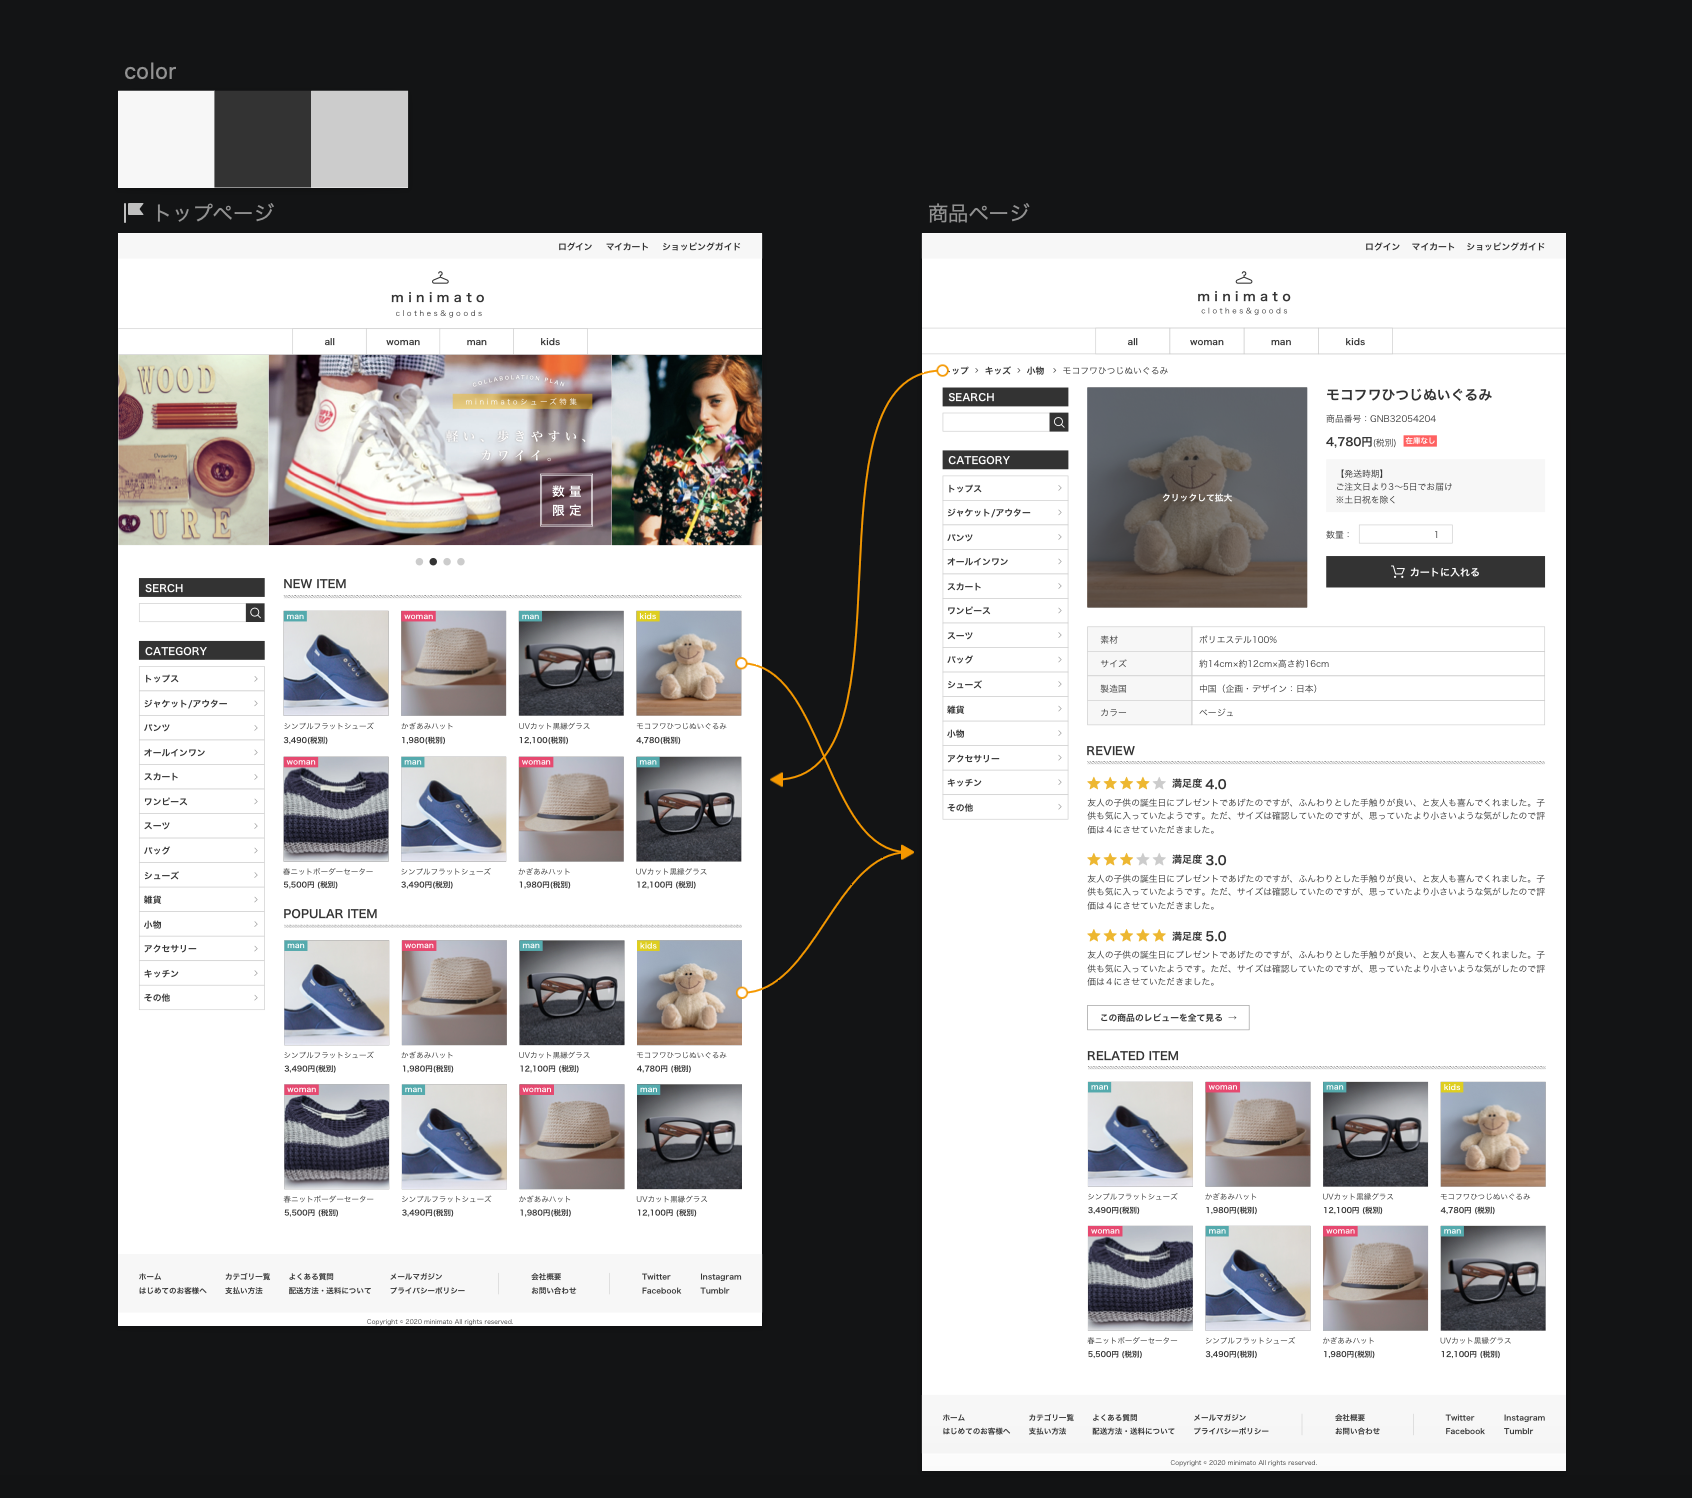 color
トップページ
ログイン マイカート ショッピングガイド
minimato
clothes&goods
all woman man kids
WOOD
URE
COLLABOLATION PLAN
minimatoシューズ特集
軽い、歩きやすい、
カワイイ。
数量
限定
SERCH
CATEGORY
トップス
ジャケット/アウター
パンツ
オールインワン
スカート
ワンピース
スーツ
バッグ
シューズ
雑貨
小物
アクセサリー
キッチン
その他
NEW ITEM
man woman man kids
シンプルフラットシューズ かぎあみハット UVカット黒縁グラス モコフワひつじぬいぐるみ
3,490(税別) 1,980(税別) 12,100(税別) 4,780(税別)
woman man woman man
春ニットボーダーセーター シンプルフラットシューズ かぎあみハット UVカット黒縁グラス
5,500円 (税別) 3,490円(税別) 1,980円(税別) 12,100円 (税別)
POPULAR ITEM
man woman man kids
シンプルフラットシューズ かぎあみハット UVカット黒縁グラス モコフワひつじぬいぐるみ
3,490円(税別) 1,980円(税別) 12,100円 (税別) 4,780円 (税別)
woman man woman man
春ニットボーダーセーター シンプルフラットシューズ かぎあみハット UVカット黒縁グラス
5,500円 (税別) 3,490円(税別) 1,980円(税別) 12,100円 (税別)
ホーム カテゴリ一覧 よくある質問 メールマガジン 会社概要 Twitter Instagram
はじめてのお客様へ 支払い方法 配送方法・送料について プライバシーポリシー お問い合わせ Facebook Tumblr
Copyright © 2020 minimato All rights reserved.
商品ページ
ログイン マイカート ショッピングガイド
minimato
clothes&goods
all woman man kids
ップ > キッズ > 小物 > モコフワひつじぬいぐるみ
SEARCH
CATEGORY
トップス
ジャケット/アウター
パンツ
オールインワン
スカート
ワンピース
スーツ
バッグ
シューズ
雑貨
小物
アクセサリー
キッチン
その他
クリックして拡大
モコフワひつじぬいぐるみ
商品番号：GNB32054204
4,780円(税別) 在庫なし
【発送時期】
ご注文日より3〜5日でお届け
※土日祝を除く
数量： 1
カートに入れる
素材 ポリエステル100%
サイズ 約14cm×約12cm×高さ約16cm
製造国 中国（企画・デザイン：日本）
カラー ベージュ
REVIEW
満足度 4.0
友人の子供の誕生日にプレゼントであげたのですが、ふんわりとした手触りが良い、と友人も喜んでくれました。子
供も気に入っていたようです。ただ、サイズは確認していたのですが、思っていたより小さいような気がしたので評
価は４にさせていただきました。
満足度 3.0
友人の子供の誕生日にプレゼントであげたのですが、ふんわりとした手触りが良い、と友人も喜んでくれました。子
供も気に入っていたようです。ただ、サイズは確認していたのですが、思っていたより小さいような気がしたので評
価は４にさせていただきました。
満足度 5.0
友人の子供の誕生日にプレゼントであげたのですが、ふんわりとした手触りが良い、と友人も喜んでくれました。子
供も気に入っていたようです。ただ、サイズは確認していたのですが、思っていたより小さいような気がしたので評
価は４にさせていただきました。
この商品のレビューを全て見る →
RELATED ITEM
man woman man kids
シンプルフラットシューズ かぎあみハット UVカット黒縁グラス モコフワひつじぬいぐるみ
3,490円(税別) 1,980円(税別) 12,100円 (税別) 4,780円 (税別)
woman man woman man
春ニットボーダーセーター シンプルフラットシューズ かぎあみハット UVカット黒縁グラス
5,500円 (税別) 3,490円(税別) 1,980円(税別) 12,100円 (税別)
ホーム カテゴリ一覧 よくある質問 メールマガジン 会社概要 Twitter Instagram
はじめてのお客様へ 支払い方法 配送方法・送料について プライバシーポリシー お問い合わせ Facebook Tumblr
Copyright © 2020 minimato All rights reserved.